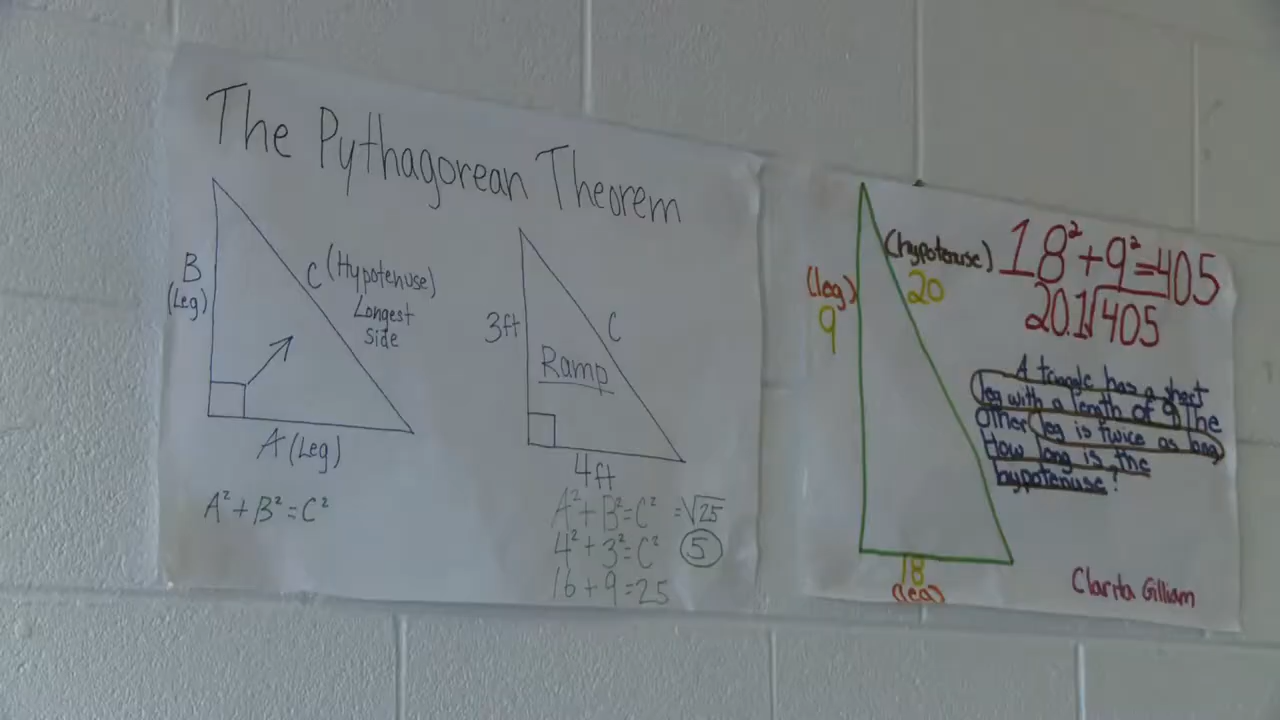 The Pythagorean Theorem
B
(Leg)
C (Hypotenuse)
Longest
side
A (Leg)
A² + B² = C²
3ft
C
Ramp
4ft
A² + B² = C² = √25
4² + 3² = C² 5
16 + 9 = 25
(leg)
9
(hypotenuse)
20
18² + 9² = 405
20.1√405
A triangle has a short
leg with a length of 9. The
other leg is twice as long.
How long is the
hypotenuse?
18
(leg)
Clarita Gilliam